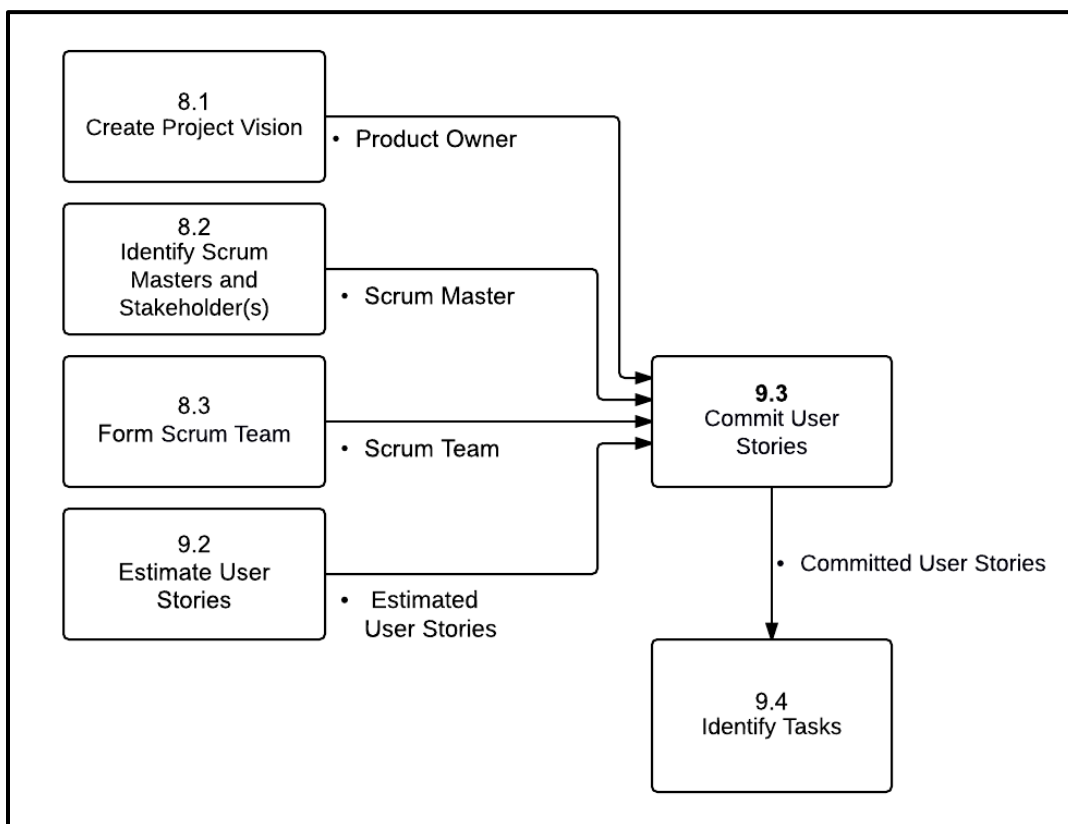 8.1
Create Project Vision
• Product Owner
8.2
Identify Scrum
Masters and
Stakeholder(s)
• Scrum Master
8.3
Form Scrum Team
• Scrum Team
9.2
Estimate User
Stories
• Estimated
User Stories
9.3
Commit User
Stories
• Committed User Stories
9.4
Identify Tasks